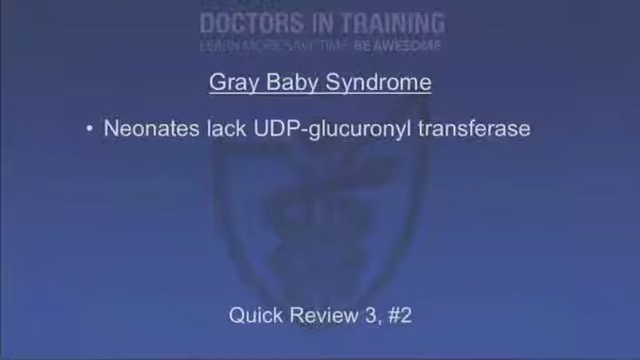 DOCTORS IN TRAINING
LEARN MORE. SAVE TIME. BE AWESOME.
Gray Baby Syndrome
• Neonates lack UDP-glucuronyl transferase
Quick Review 3, #2